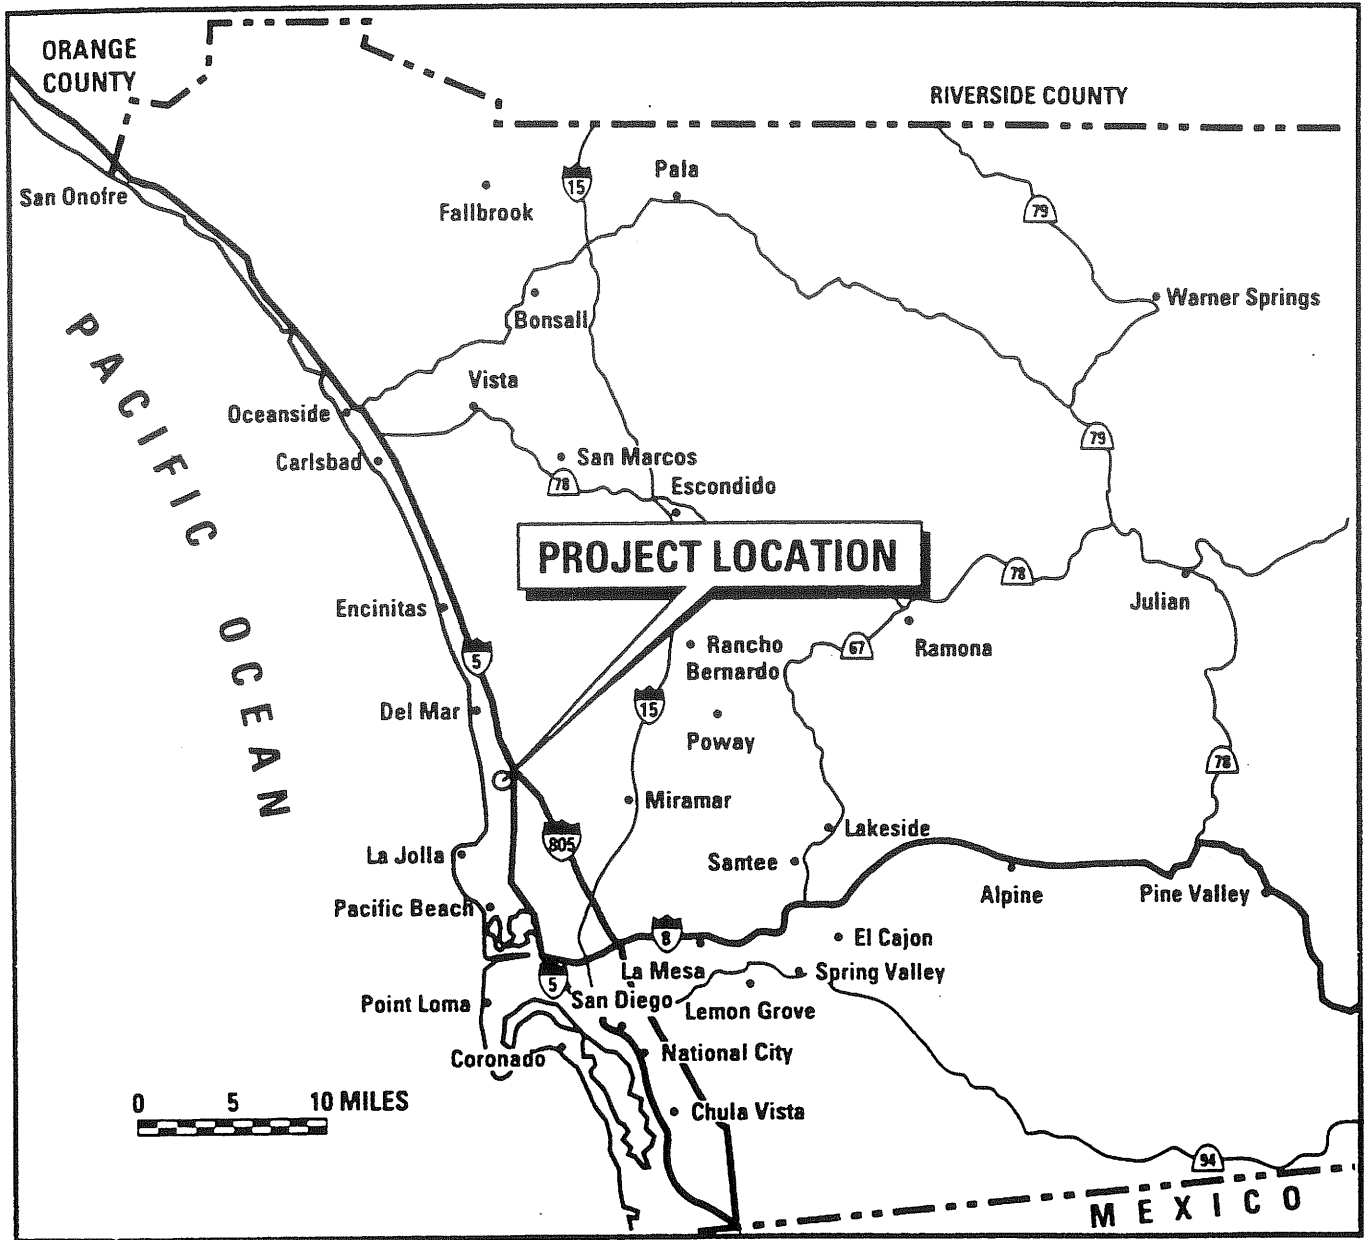 ORANGE
COUNTY
RIVERSIDE COUNTY
San Onofre
Fallbrook
15
Pala
79
Warner Springs
Bonsall
PACIFIC OCEAN
Vista
Oceanside
79
Carlsbad
San Marcos
78
Escondido
PROJECT LOCATION
78
Julian
Encinitas
5
Rancho
Bernardo
67
Ramona
Del Mar
15
Poway
78
Miramar
805
Lakeside
La Jolla
Santee
Alpine
Pine Valley
Pacific Beach
8
El Cajon
5
La Mesa
Spring Valley
San Diego
Lemon Grove
Point Loma
Coronado
National City
0 5 10 MILES
Chula Vista
94
MEXICO